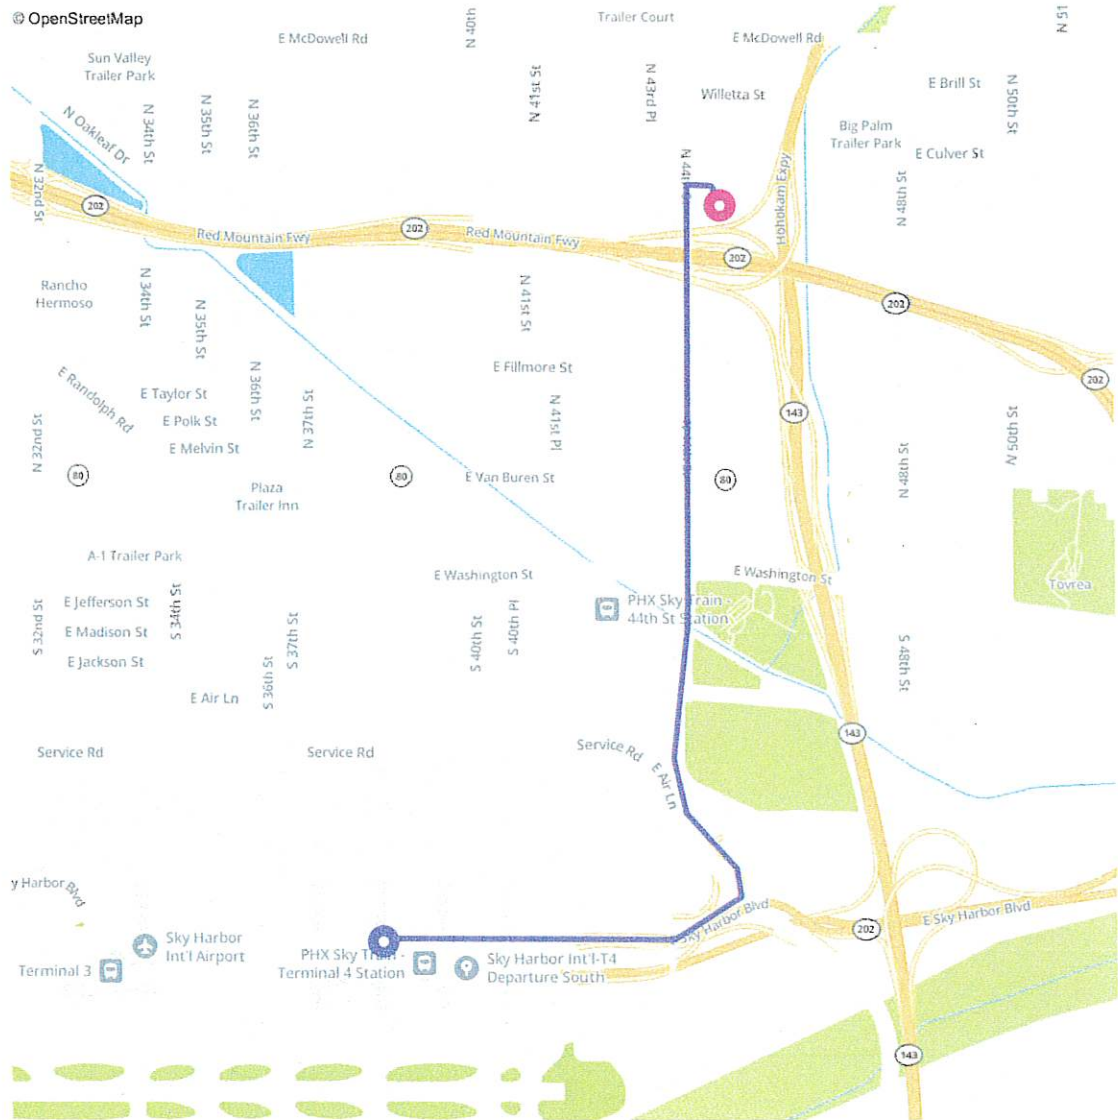 © OpenStreetMap
Trailer Court
N 40th
N 51
E McDowell Rd
E McDowell Rd
Sun Valley
Trailer Park
N 41st St
N 43rd Pl
Willetta St
E Brill St
N 50th St
N Oakleaf Dr
N 34th St
N 35th St
N 36th St
Big Palm
Trailer Park
E Culver St
N 32nd St
N 44th
Hohokam Expy
N 48th St
202
Red Mountain Fwy
202
Red Mountain Fwy
202
Rancho
Hermoso
N 34th St
N 35th St
N 41st St
202
E Fillmore St
E Randolph Rd
E Taylor St
N 36th St
202
E Polk St
N 37th St
N 41st Pl
143
E Melvin St
N 32nd St
N 48th St
N 50th St
80
80
E Van Buren St
80
Plaza
Trailer Inn
A-1 Trailer Park
E Washington St
E Washington St
Tovrea
S 32nd St
E Jefferson St
S 34th St
PHX Sky Train -
44th St Station
E Madison St
S 37th St
S 40th St
S 40th Pl
E Jackson St
S 36th St
S 48th St
E Air Ln
143
Service Rd
Service Rd
Service Rd
E Air Ln
y Harbor Blvd
Sky Harbor Blvd
E Sky Harbor Blvd
202
Sky Harbor
Int'l Airport
PHX Sky Train -
Terminal 4 Station
Sky Harbor Int'l-T4
Departure South
Terminal 3
143